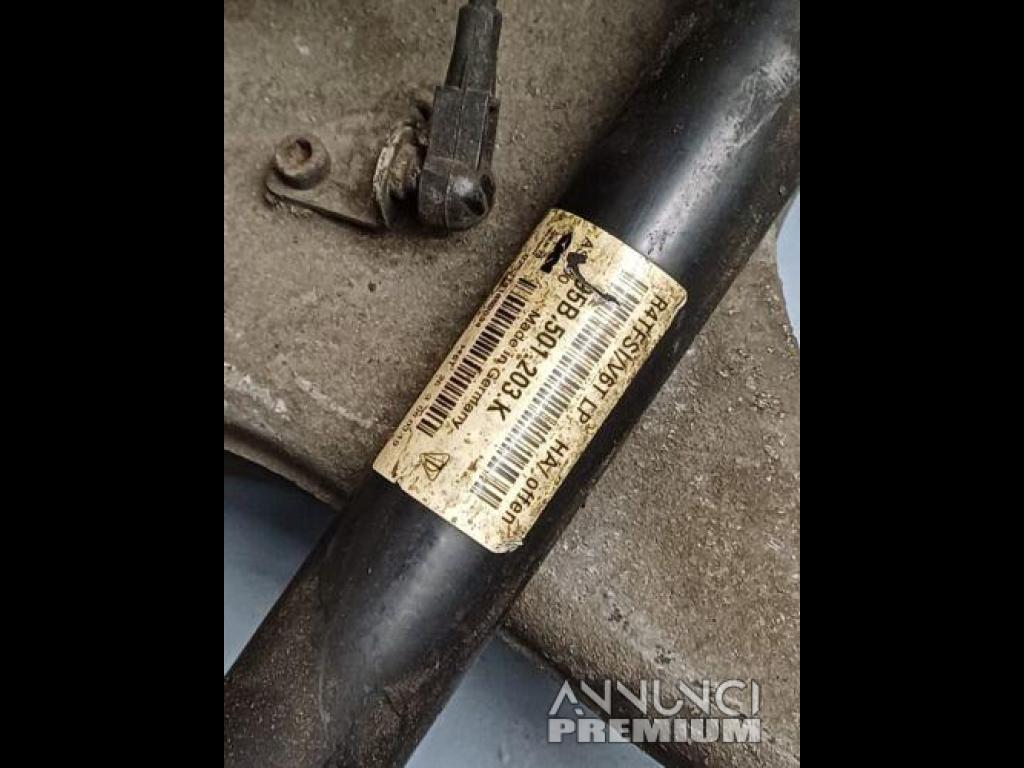 R4TFSI/V6T LP HA/.offen
95B.501.203.K
Made in Germany
ANNUNCI
PREMIUM